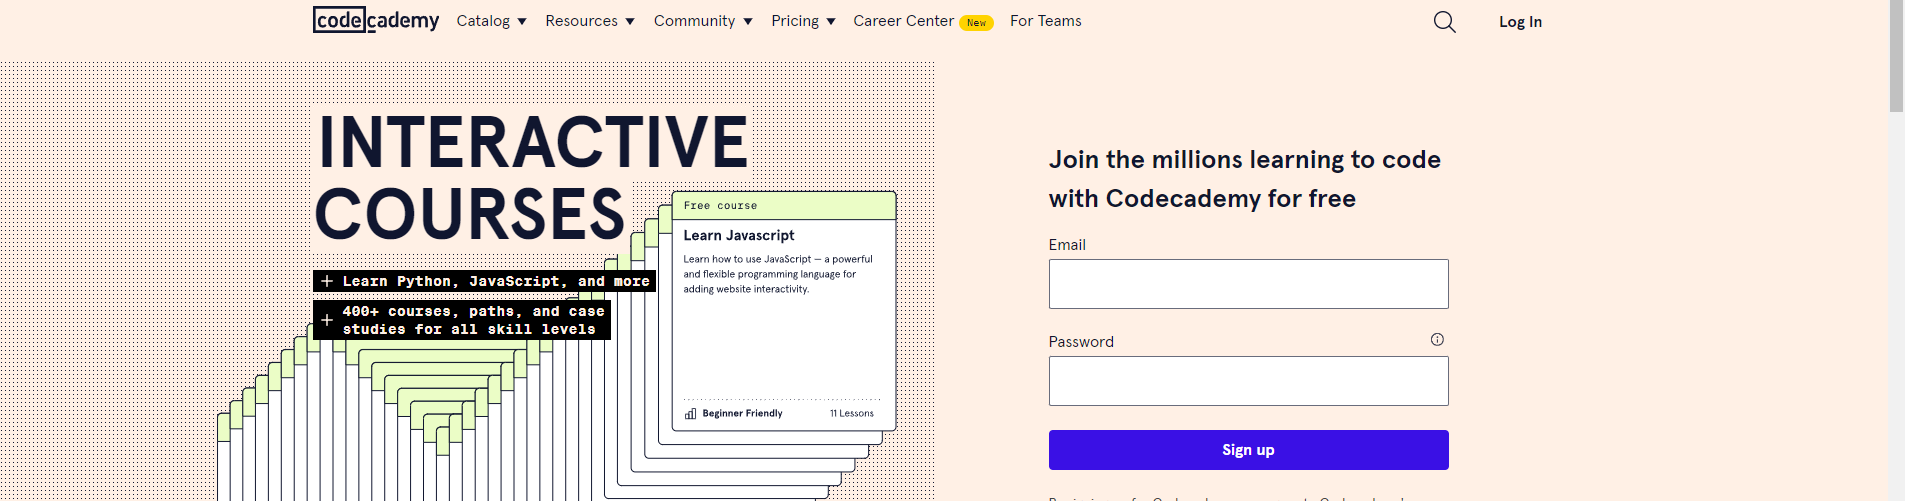 codecademy Catalog Resources Community Pricing Career Center New For Teams Log In
INTERACTIVE
COURSES
+ Learn Python, JavaScript, and more
+ 400+ courses, paths, and case
studies for all skill levels
Free course
Learn Javascript
Learn how to use JavaScript — a powerful
and flexible programming language for
adding website interactivity.
Beginner Friendly 11 Lessons
Join the millions learning to code
with Codecademy for free
Email
Password
Sign up